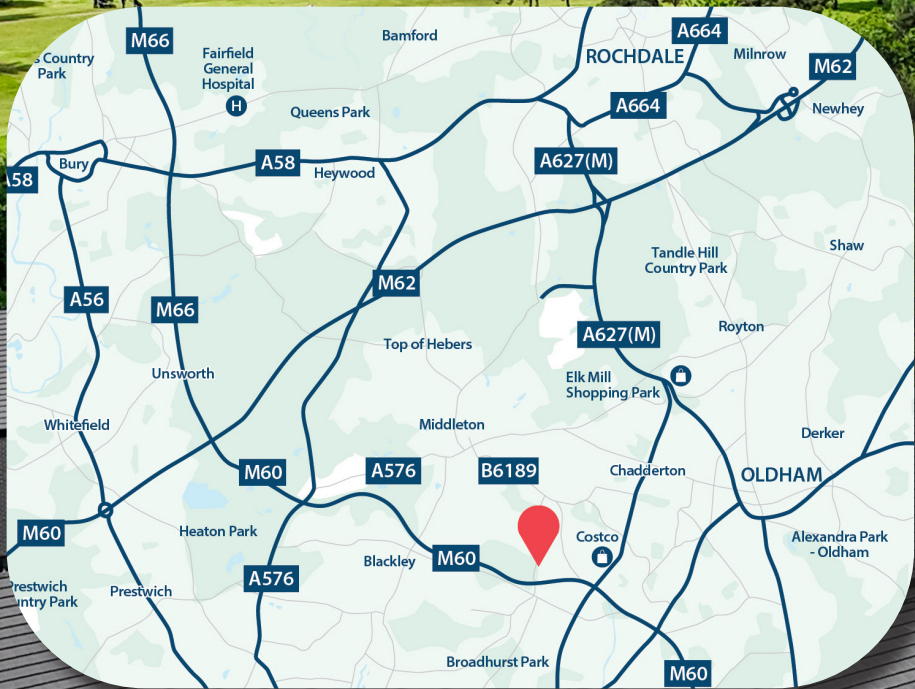 M66
s Country
Park
Fairfield
General
Hospital
H
Bamford
A664
ROCHDALE
Milnrow
M62
Queens Park
A664
Newhey
Bury
58
A58
Heywood
A627(M)
Tandle Hill
Country Park
Shaw
M62
A56
M66
A627(M)
Royton
Top of Hebers
Unsworth
Elk Mill
Shopping Park
Whitefield
Middleton
Derker
M60
A576
B6189
Chadderton
OLDHAM
M60
Heaton Park
Costco
Alexandra Park
- Oldham
Blackley
M60
A576
Prestwich
ntry Park
Prestwich
Broadhurst Park
M60